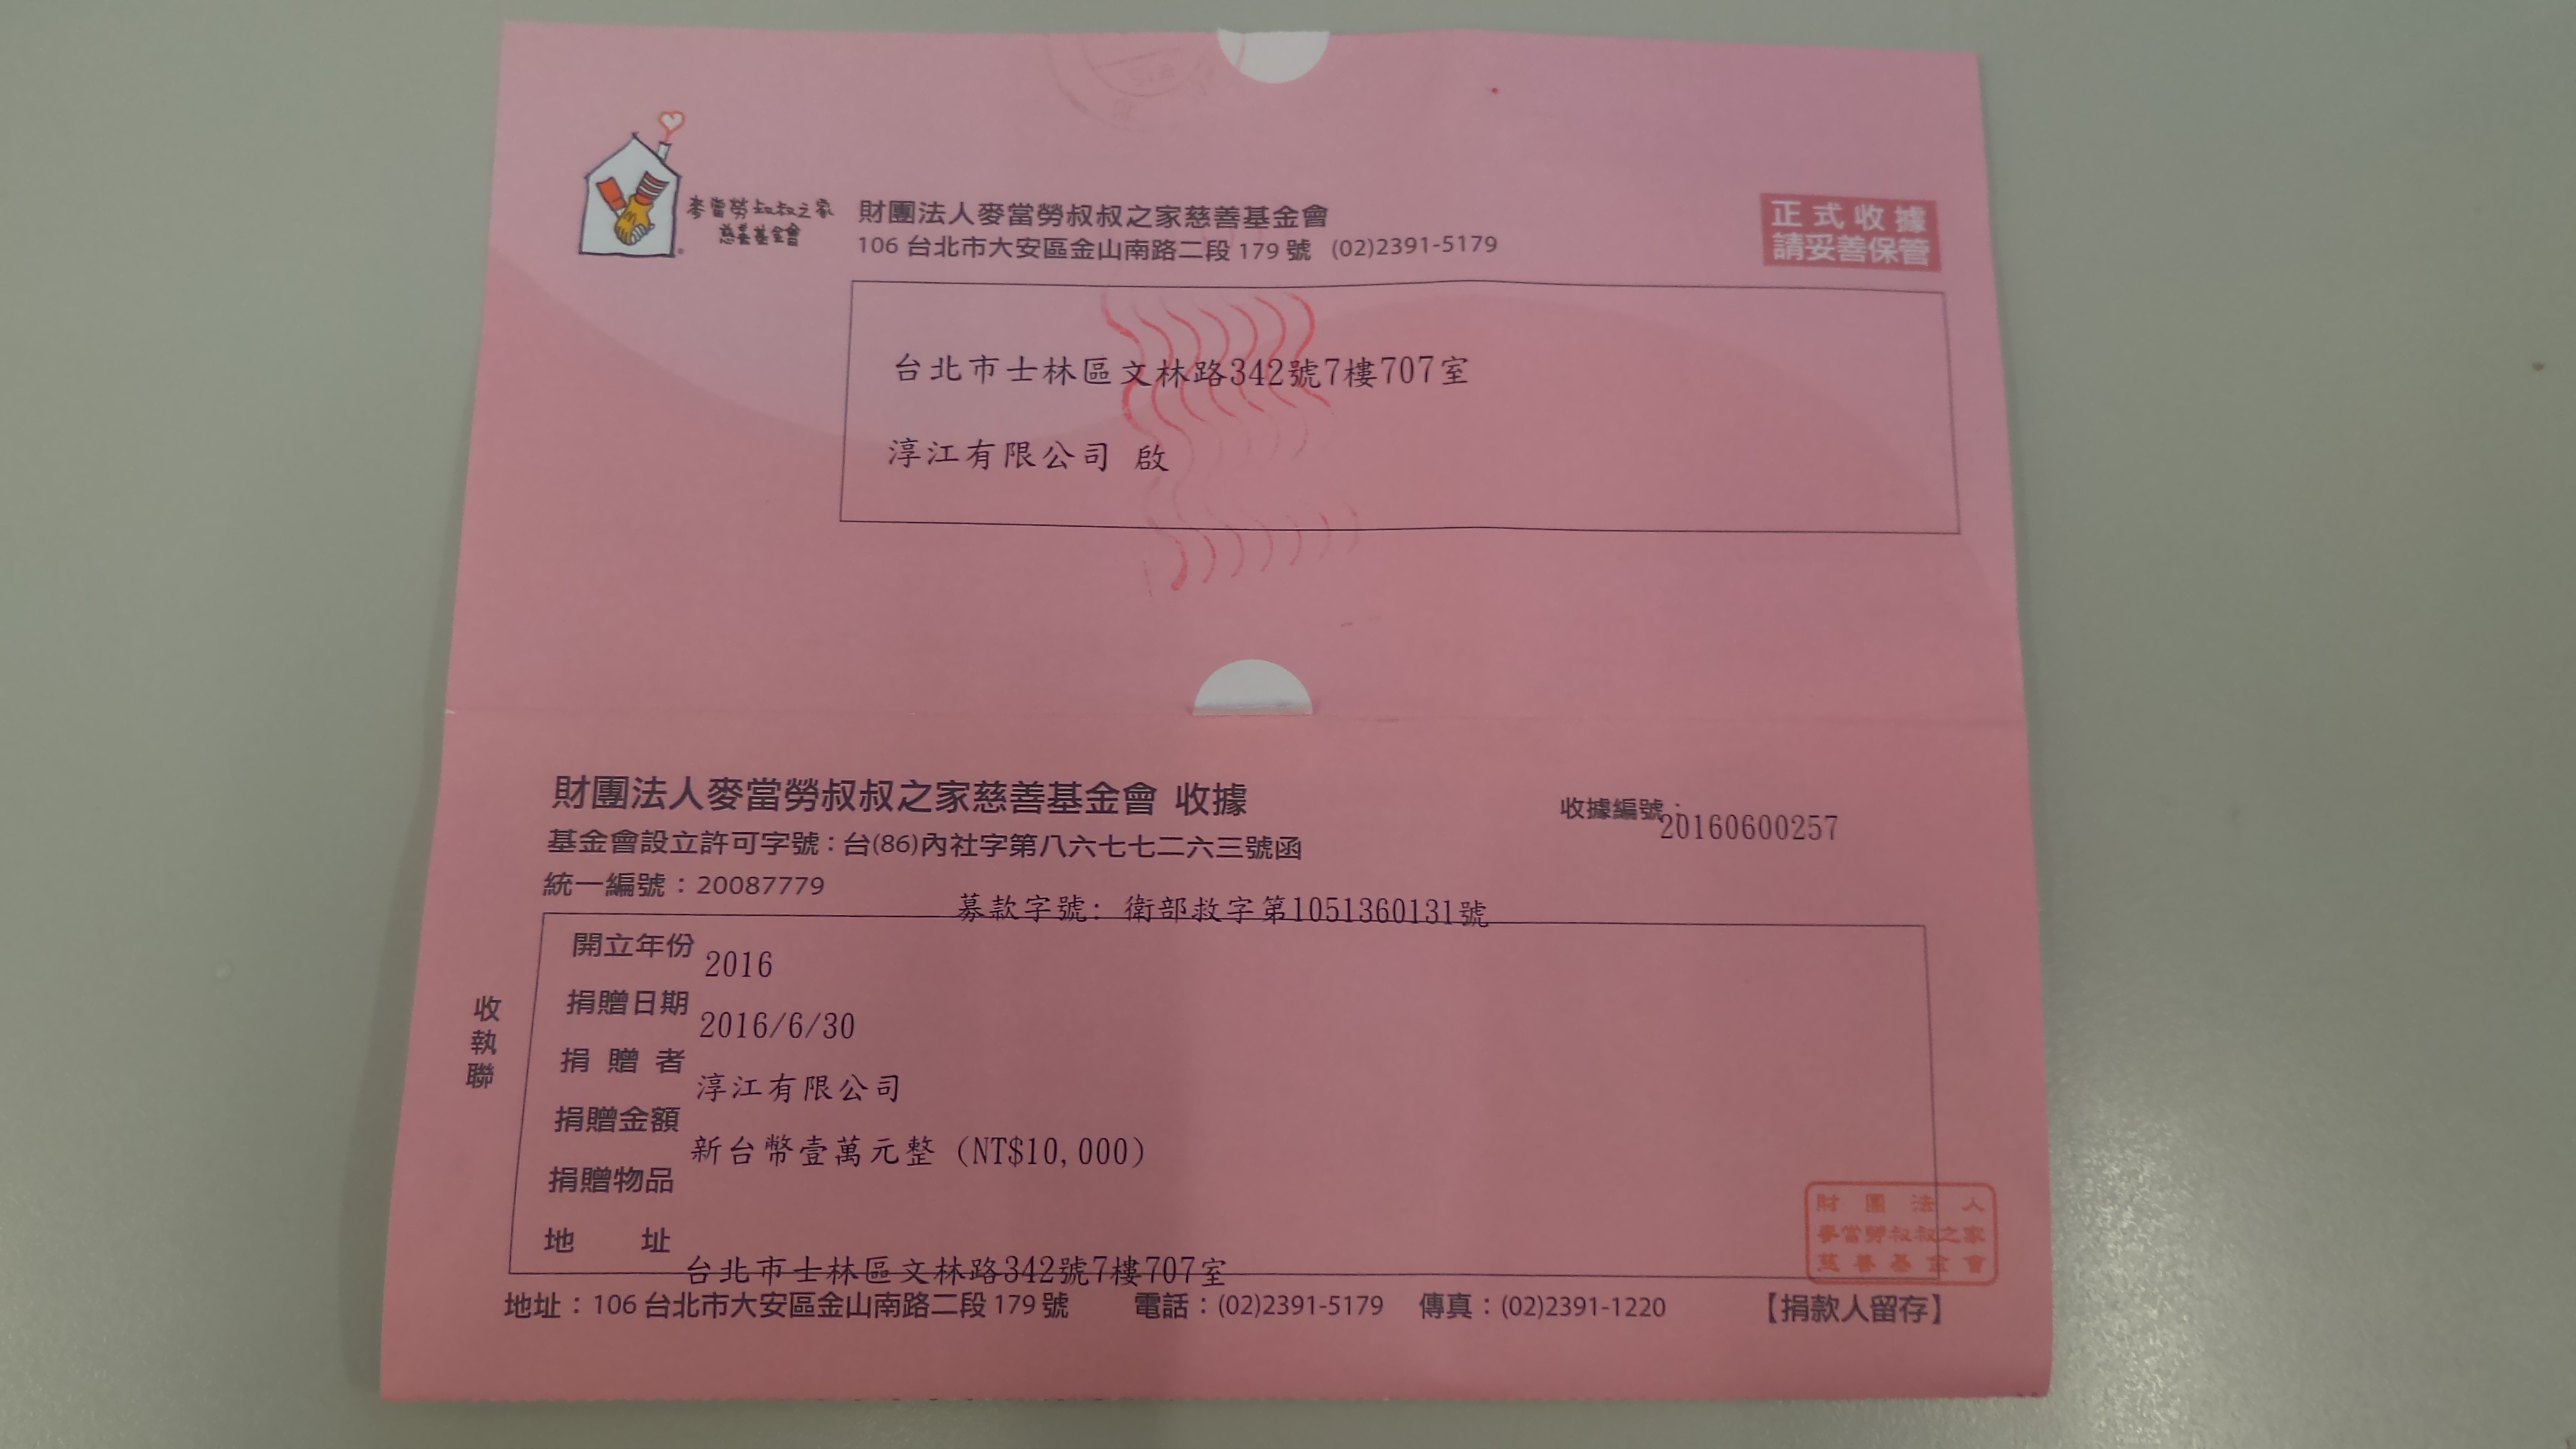 麥當勞叔叔之家
慈善基金會
財團法人麥當勞叔叔之家慈善基金會
106 台北市大安區金山南路二段 179 號 (02)2391-5179
正式收據
請妥善保管
台北市士林區文林路342號7樓707室
淳江有限公司 啟
財團法人麥當勞叔叔之家慈善基金會 收據
收據編號：20160600257
基金會設立許可字號：台(86)內社字第八六七七二六三號函
統一編號：20087779
募款字號: 衛部救字第1051360131號
收執聯
開立年份 2016
捐贈日期 2016/6/30
捐贈者 淳江有限公司
捐贈金額 新台幣壹萬元整 (NT$10,000)
捐贈物品
地址 台北市士林區文林路342號7樓707室
財團法人
麥當勞叔叔之家
慈善基金會
地址：106 台北市大安區金山南路二段 179 號 電話：(02)2391-5179 傳真：(02)2391-1220 【捐款人留存】